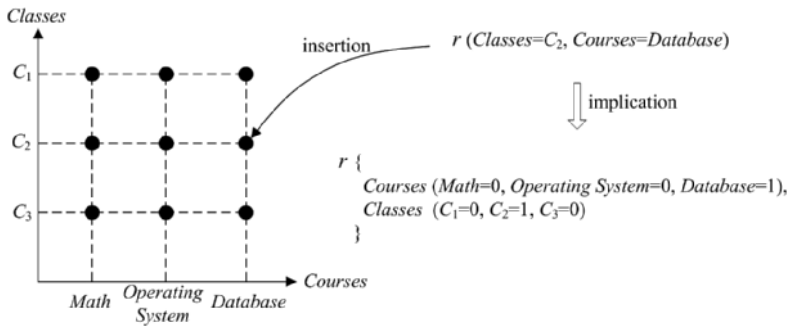 Classes
C₁
C₂
C₃
Math
Operating
System
Database
Courses
insertion
r (Classes=C₂, Courses=Database)
implication
r {
Courses (Math=0, Operating System=0, Database=1),
Classes (C₁=0, C₂=1, C₃=0)
}